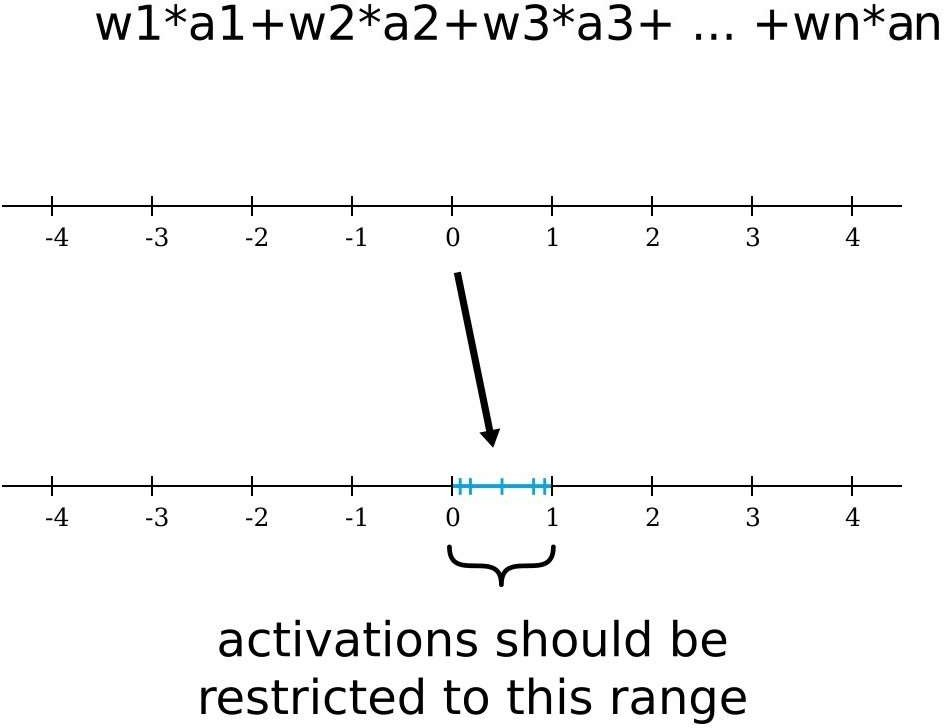 w1*a1+w2*a2+w3*a3+ ... +wn*an
-4 -3 -2 -1 0 1 2 3 4
-4 -3 -2 -1 0 1 2 3 4
activations should be
restricted to this range